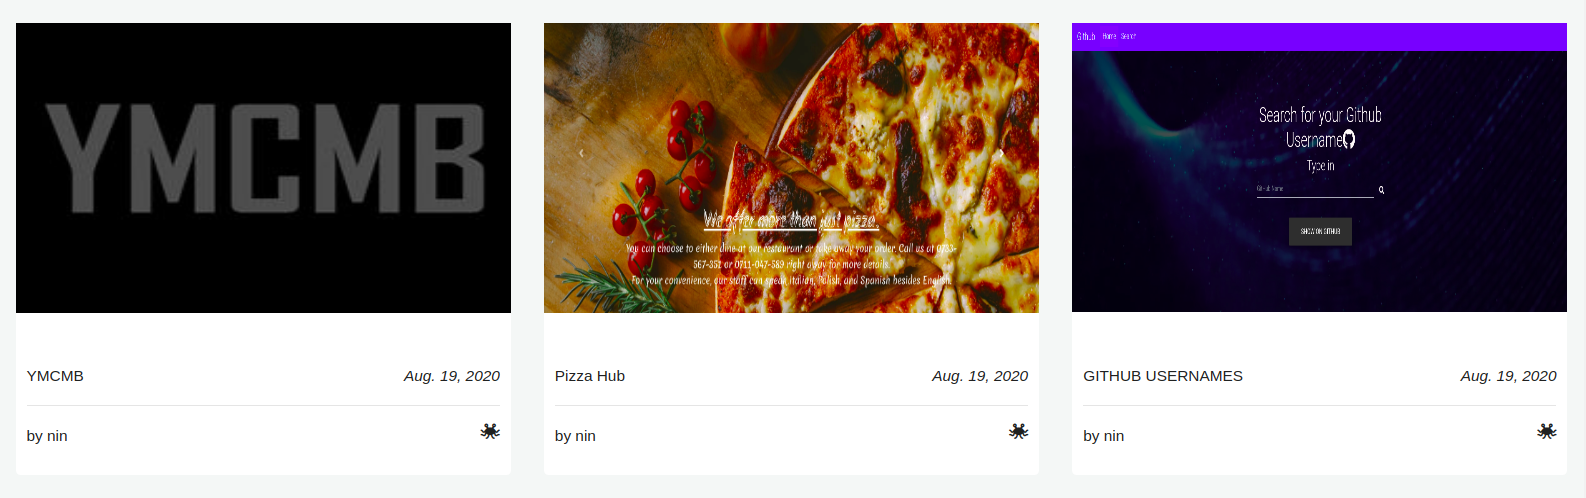 YMCMB
YMCMB
Aug. 19, 2020
by nin
We offer more than just pizza.
You can choose to either dine at our restaurant or take away your order. Call us at 0733-
567-352 or 0711-047-589 right away for more details.
For your convenience, our staff can speak Italian, Polish, and Spanish besides English.
Pizza Hub
Aug. 19, 2020
by nin
Github Home Search
Search for your Github
Username
Type in
GitHub Name
SHOW ON GITHUB
GITHUB USERNAMES
Aug. 19, 2020
by nin